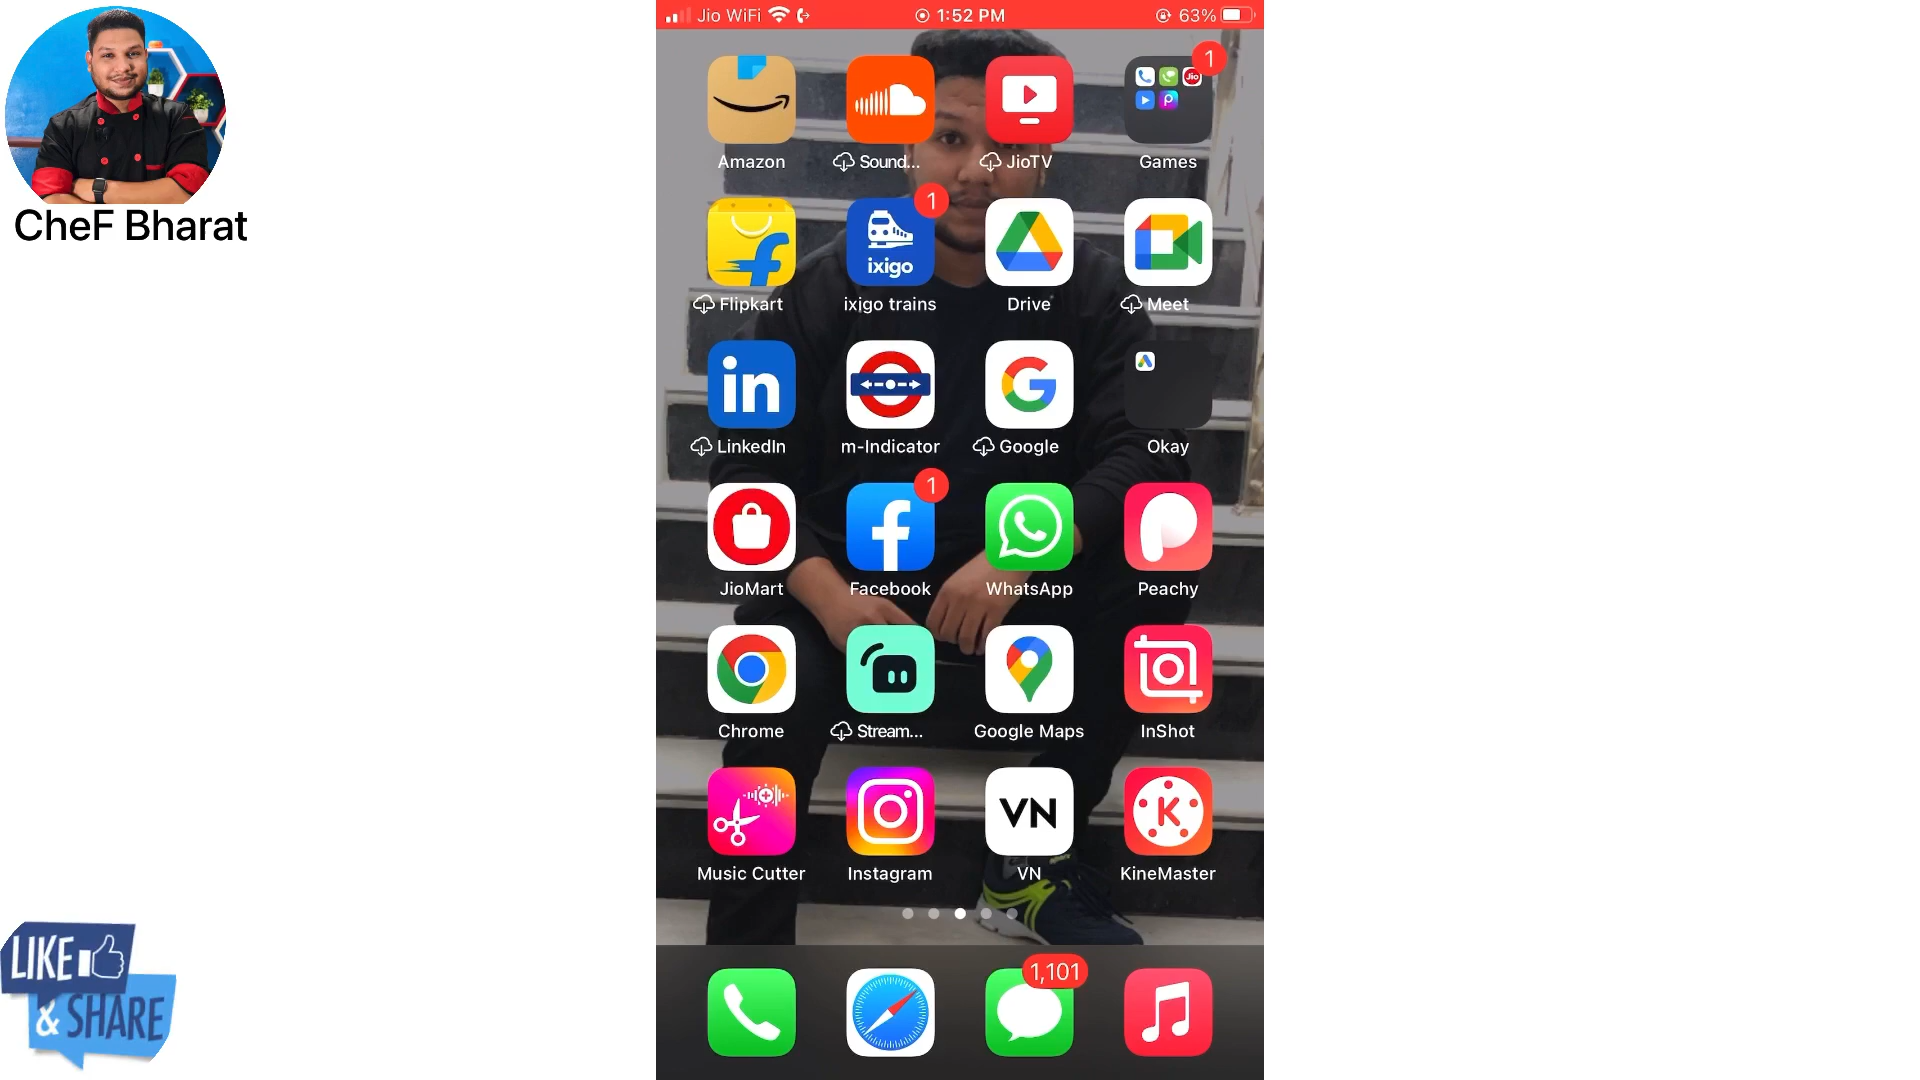 CheF Bharat
LIKE
& SHARE
Jio WiFi 1:52 PM 63%
1
Jio
Amazon Sound... JioTV Games
1
ixigo
Flipkart ixigo trains Drive Meet
in
LinkedIn m-Indicator Google Okay
1
JioMart Facebook WhatsApp Peachy
Chrome Stream... Google Maps InShot
VN K
Music Cutter Instagram VN KineMaster
1,101